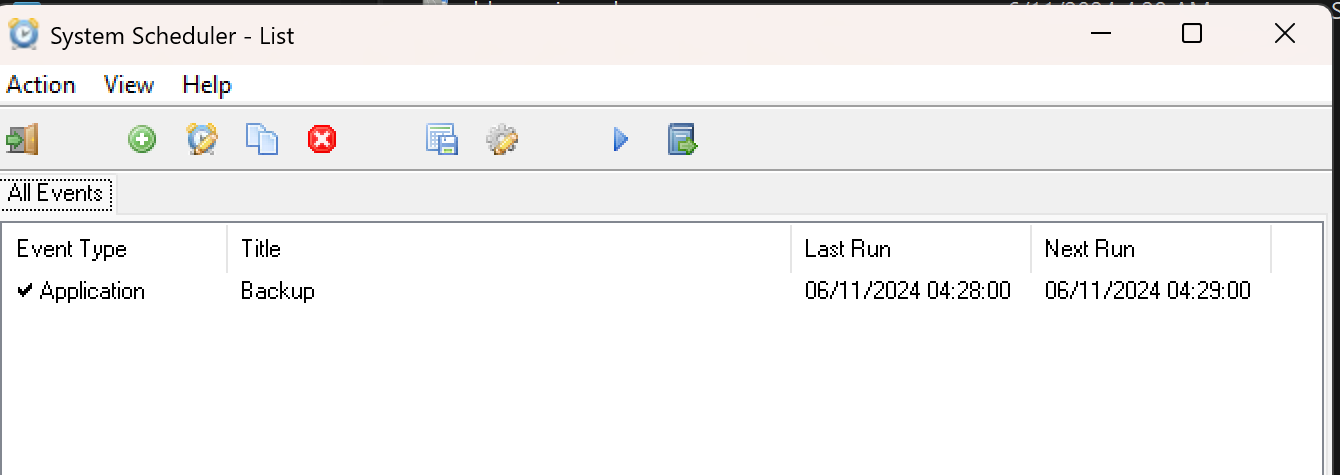 System Scheduler - List
Action View Help
All Events
Event Type Title Last Run Next Run
Application Backup 06/11/2024 04:28:00 06/11/2024 04:29:00